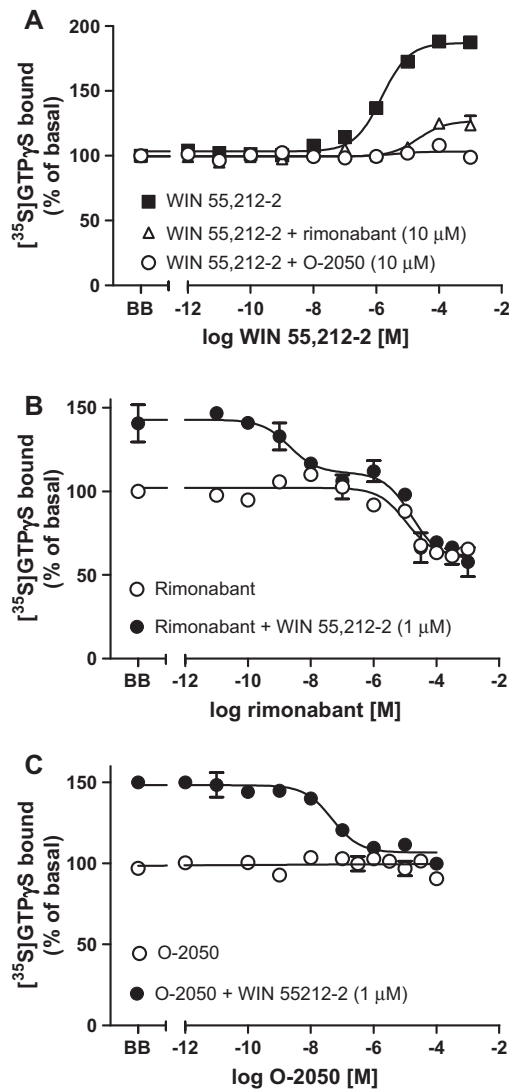 A
200
150
100
50
0
[³⁵S]GTPγS bound
(% of basal)
WIN 55,212-2
WIN 55,212-2 + rimonabant (10 μM)
WIN 55,212-2 + O-2050 (10 μM)
BB -12 -10 -8 -6 -4 -2
log WIN 55,212-2 [M]
B
150
100
50
0
[³⁵S]GTPγS bound
(% of basal)
Rimonabant
Rimonabant + WIN 55,212-2 (1 μM)
BB -12 -10 -8 -6 -4 -2
log rimonabant [M]
C
150
100
50
0
[³⁵S]GTPγS bound
(% of basal)
O-2050
O-2050 + WIN 55212-2 (1 μM)
BB -12 -10 -8 -6 -4 -2
log O-2050 [M]